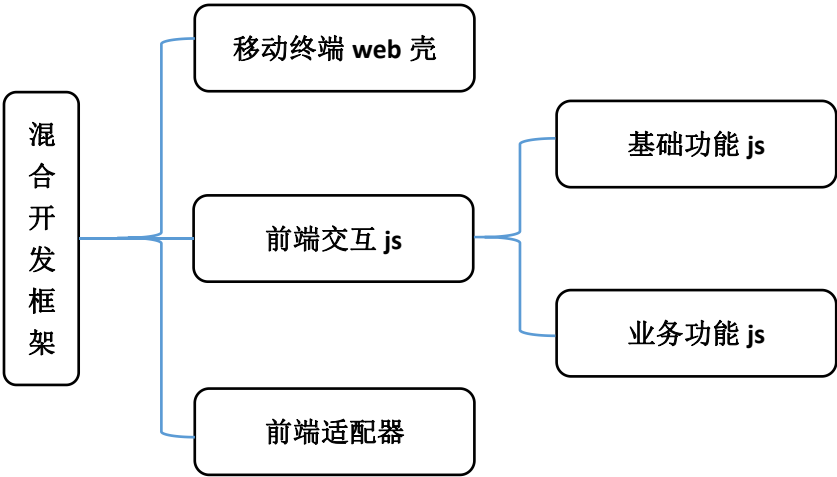 混合开发框架
移动终端 web 壳
前端交互 js
前端适配器
基础功能 js
业务功能 js